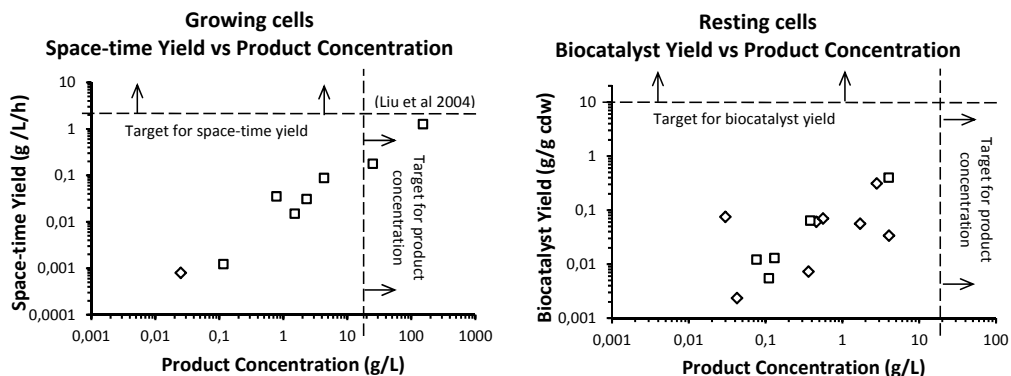 Growing cells
Space-time Yield vs Product Concentration
Space-time Yield (g /L/h)
10
1
0,1
0,01
0,001
0,0001
(Liu et al 2004)
Target for space-time yield
Target for product
concentration
0,001
0,01
0,1
1
10
100
1000
Product Concentration (g/L)
Resting cells
Biocatalyst Yield vs Product Concentration
Biocatalyst Yield (g/g cdw)
100
10
1
0,1
0,01
0,001
Target for biocatalyst yield
Target for product
concentration
0,001
0,01
0,1
1
10
100
Product Concentration (g/L)